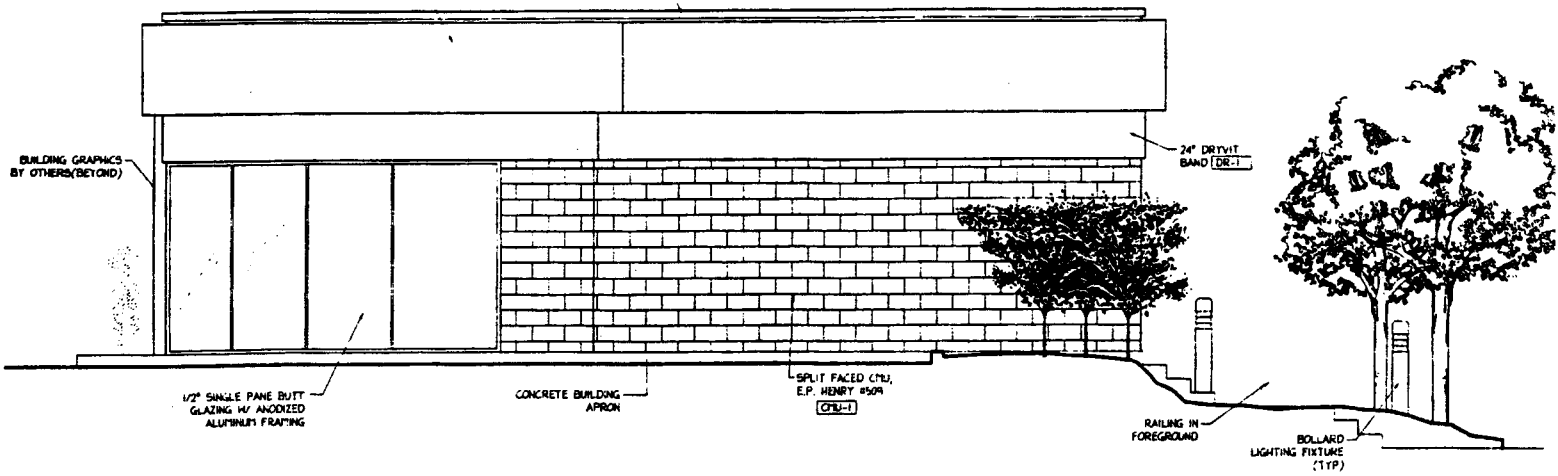 BUILDING GRAPHICS
BY OTHERS(BEYOND)
24" DRYVIT
BAND DR-1
1/2" SINGLE PANE BUTT
GLAZING W/ ANODIZED
ALUMINUM FRAMING
CONCRETE BUILDING
APRON
SPLIT FACED CMU,
E.P. HENRY #509
CMU-1
RAILING IN
FOREGROUND
BOLLARD
LIGHTING FIXTURE
(TYP)